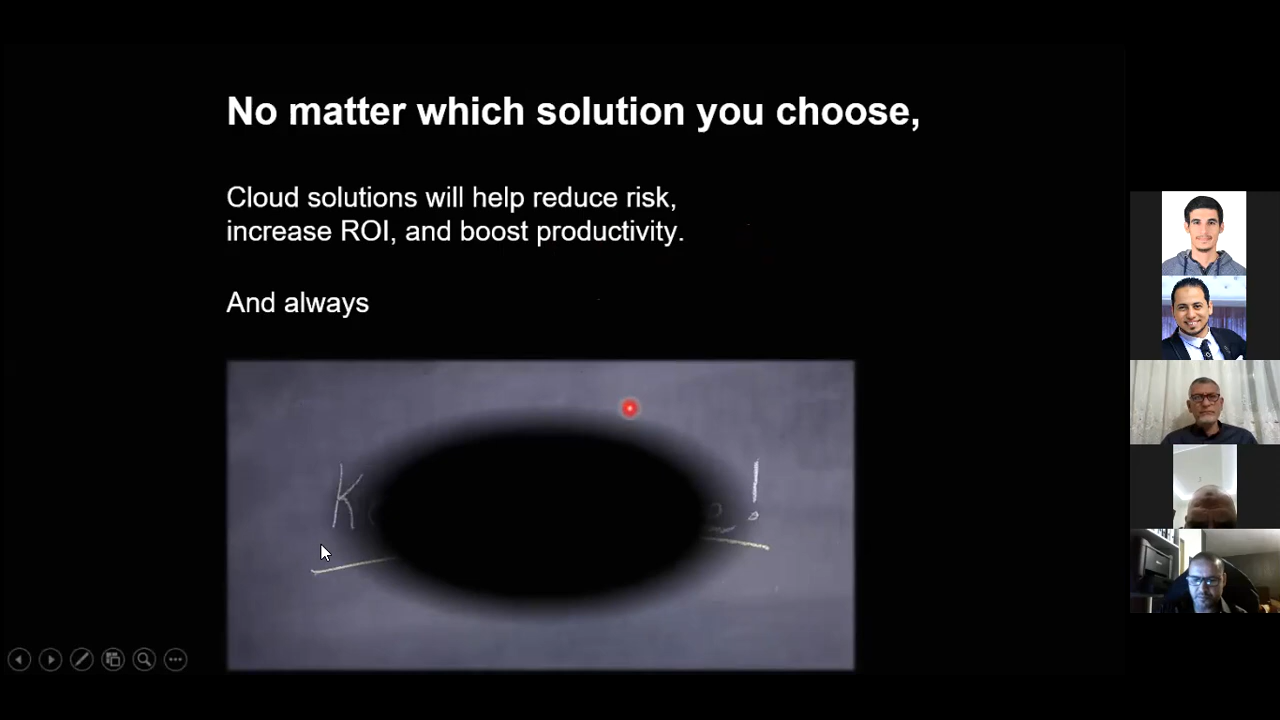 No matter which solution you choose,
Cloud solutions will help reduce risk,
increase ROI, and boost productivity.
And always